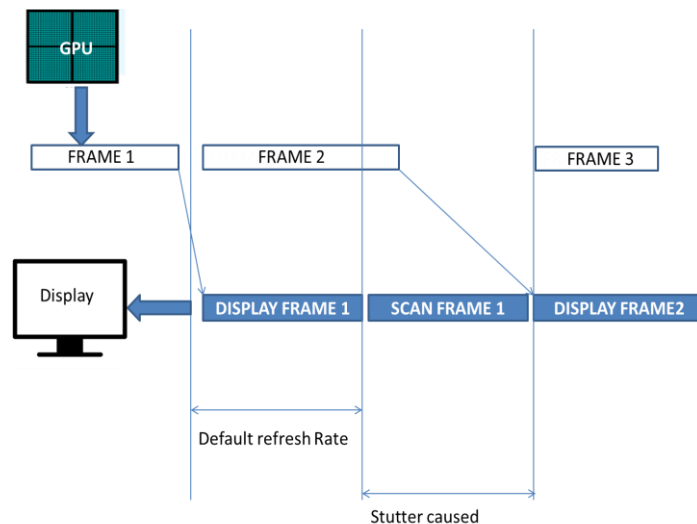 GPU
FRAME 1
FRAME 2
FRAME 3
Display
DISPLAY FRAME 1
SCAN FRAME 1
DISPLAY FRAME2
Default refresh Rate
Stutter caused